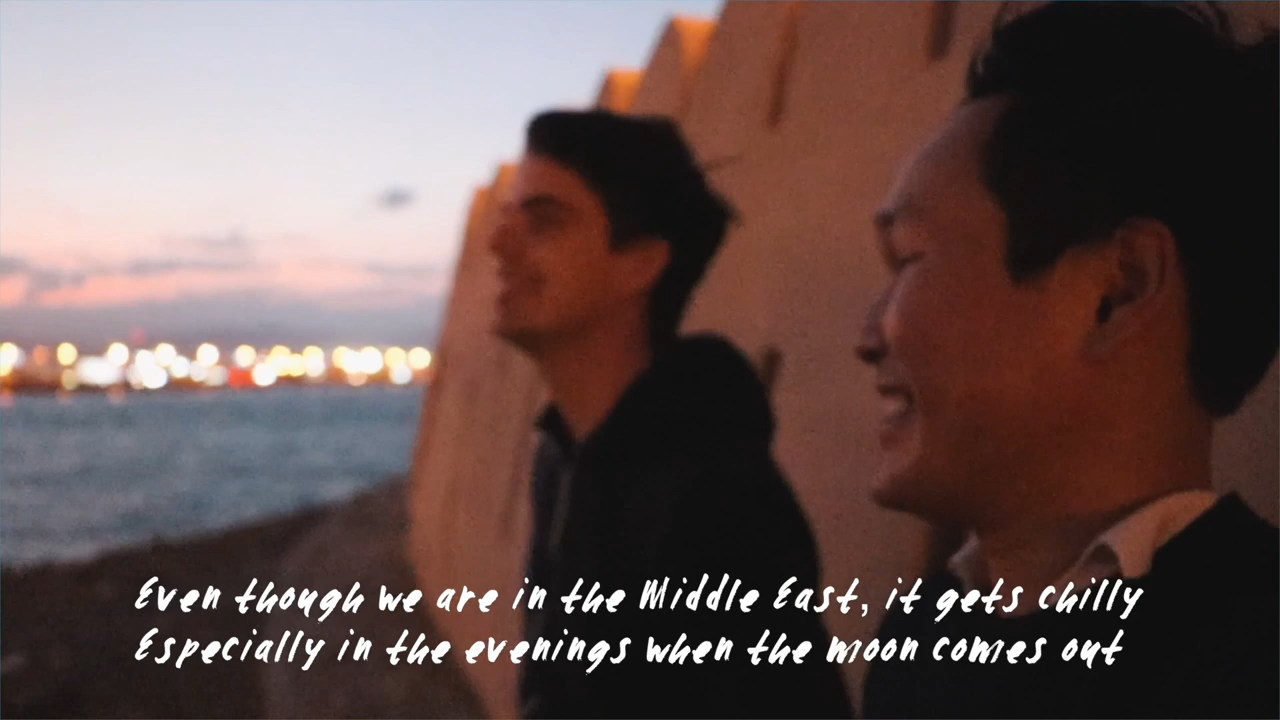 Even though we are in the Middle East, it gets chilly
Especially in the evenings when the moon comes out